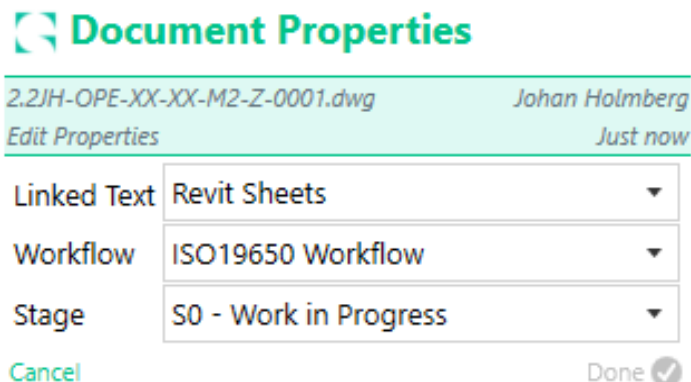 Document Properties
2.2JH-OPE-XX-XX-M2-Z-0001.dwg Johan Holmberg
Edit Properties Just now
Linked Text Revit Sheets
Workflow ISO19650 Workflow
Stage S0 - Work in Progress
Cancel Done